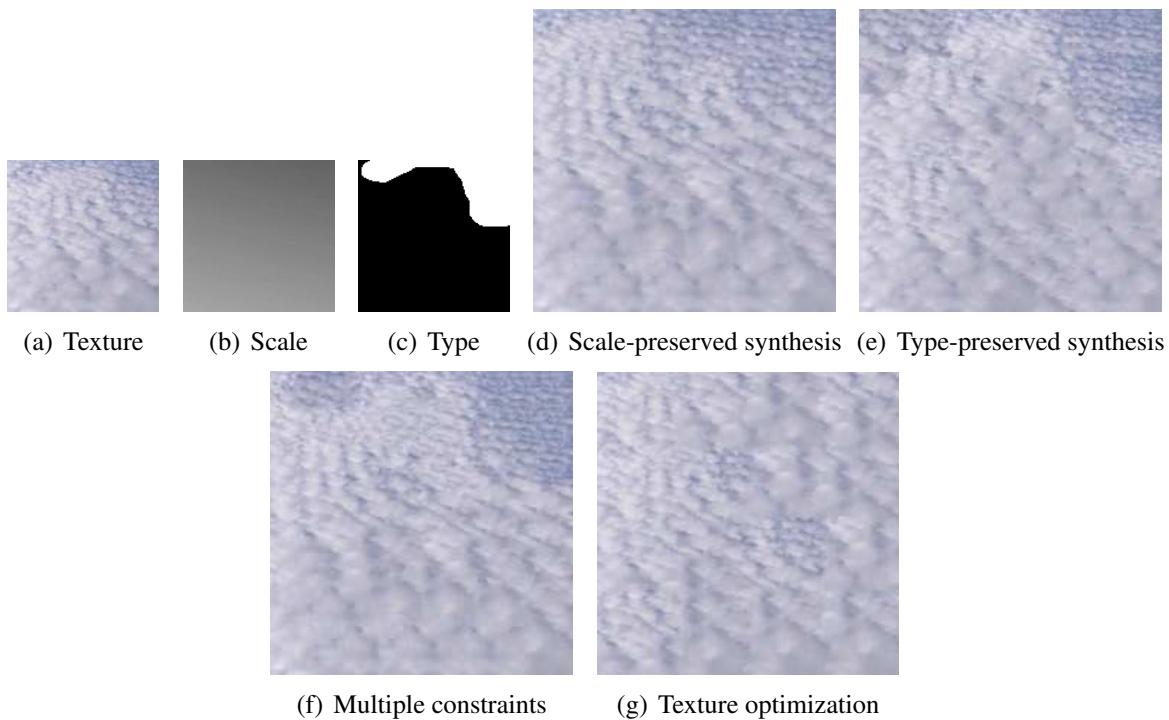 (a) Texture
(b) Scale
(c) Type
(d) Scale-preserved synthesis
(e) Type-preserved synthesis
(f) Multiple constraints
(g) Texture optimization